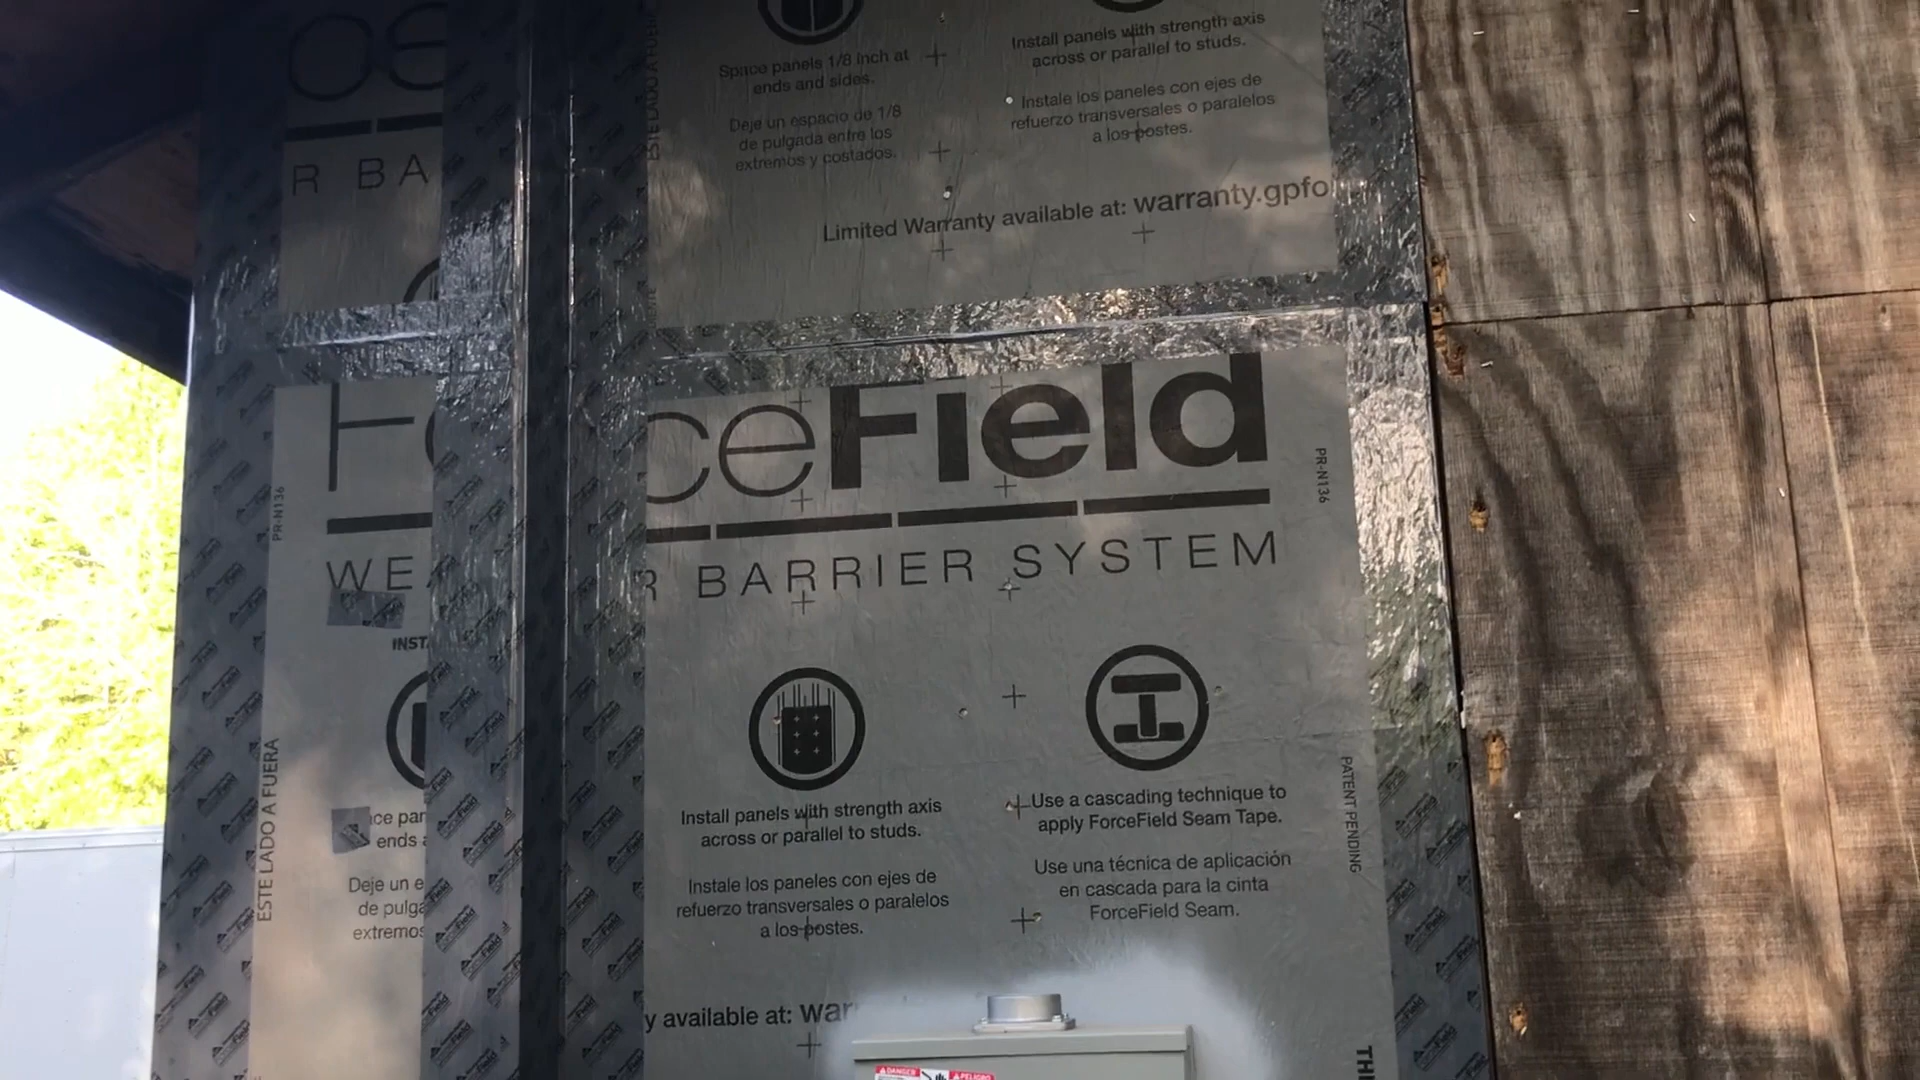 R BA
Space panels 1/8 inch at
ends and sides.
Deje un espacio de 1/8
de pulgada entre los
extremos y costados.
Install panels with strength axis
across or parallel to studs.
Instale los paneles con ejes de
refuerzo transversales o paralelos
a los postes.
Limited Warranty available at: warranty.gpfo
ceField
R BARRIER SYSTEM
PR-N136
PR-N136
WE
INST
ESTE LADO A FUERA
ce par
ends
Deje un e
de pulga
extremos
Install panels with strength axis
across or parallel to studs.
Instale los paneles con ejes de
refuerzo transversales o paralelos
a los postes.
Use a cascading technique to
apply ForceField Seam Tape.
Use una técnica de aplicación
en cascada para la cinta
ForceField Seam.
PATENT PENDING
y available at: war
THI
DANGER
PELIGRO